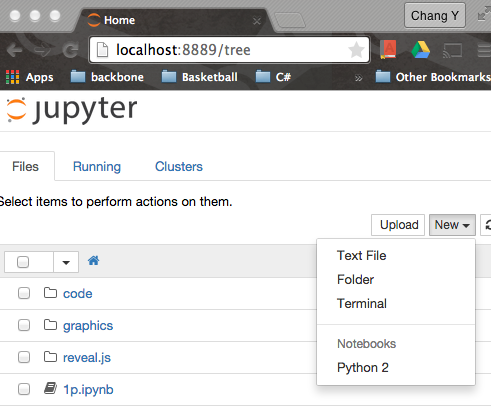 Home
Chang Y
localhost:8889/tree
Apps backbone Basketball C# » Other Bookmarks
jupyter
Files Running Clusters
Select items to perform actions on them.
Upload New
Text File
Folder
Terminal
Notebooks
Python 2
code
graphics
reveal.js
1p.ipynb